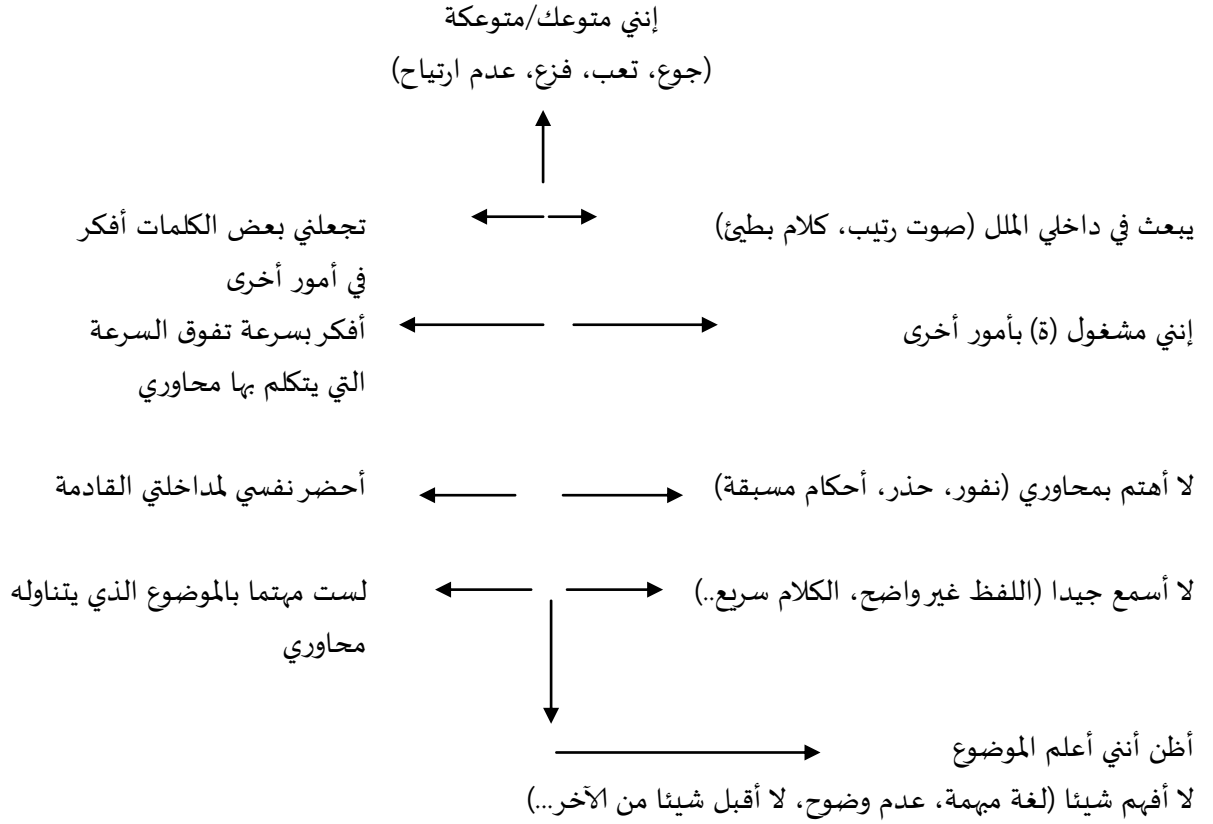 إنني متوعك/متوعكة
(جوع، تعب، فزع، عدم ارتياح)
يبعث في داخلي الملل (صوت رتيب، كلام بطيئ)
تجعلني بعض الكلمات أفكر
في أمور أخرى
إنني مشغول (ة) بأمور أخرى
أفكر بسرعة تفوق السرعة
التي يتكلم بها محاوري
لا أهتم بمحاوري (نفور، حذر، أحكام مسبقة)
أحضر نفسي لمداخلتي القادمة
لا أسمع جيدا (اللفظ غير واضح، الكلام سريع..)
لست مهتما بالموضوع الذي يتناوله
محاوري
أظن أنني أعلم الموضوع
لا أفهم شيئا (لغة مبهمة، عدم وضوح، لا أقبل شيئا من الآخر...)